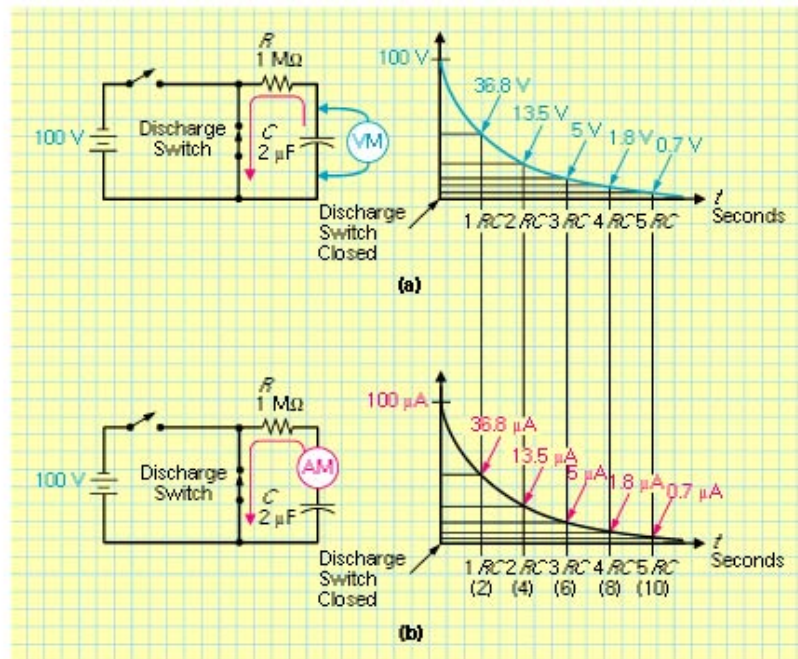 R
1 MΩ
100 V
Discharge
Switch
C
2 μF
VM
100 V
36.8 V
13.5 V
5 V
1.8 V
0.7 V
t
Seconds
Discharge
Switch
Closed
1 RC 2 RC 3 RC 4 RC 5 RC
(a)
R
1 MΩ
100 V
Discharge
Switch
C
2 μF
AM
100 μA
36.8 μA
13.5 μA
5 μA
1.8 μA
0.7 μA
t
Seconds
Discharge
Switch
Closed
1 RC 2 RC 3 RC 4 RC 5 RC
(2) (4) (6) (8) (10)
(b)